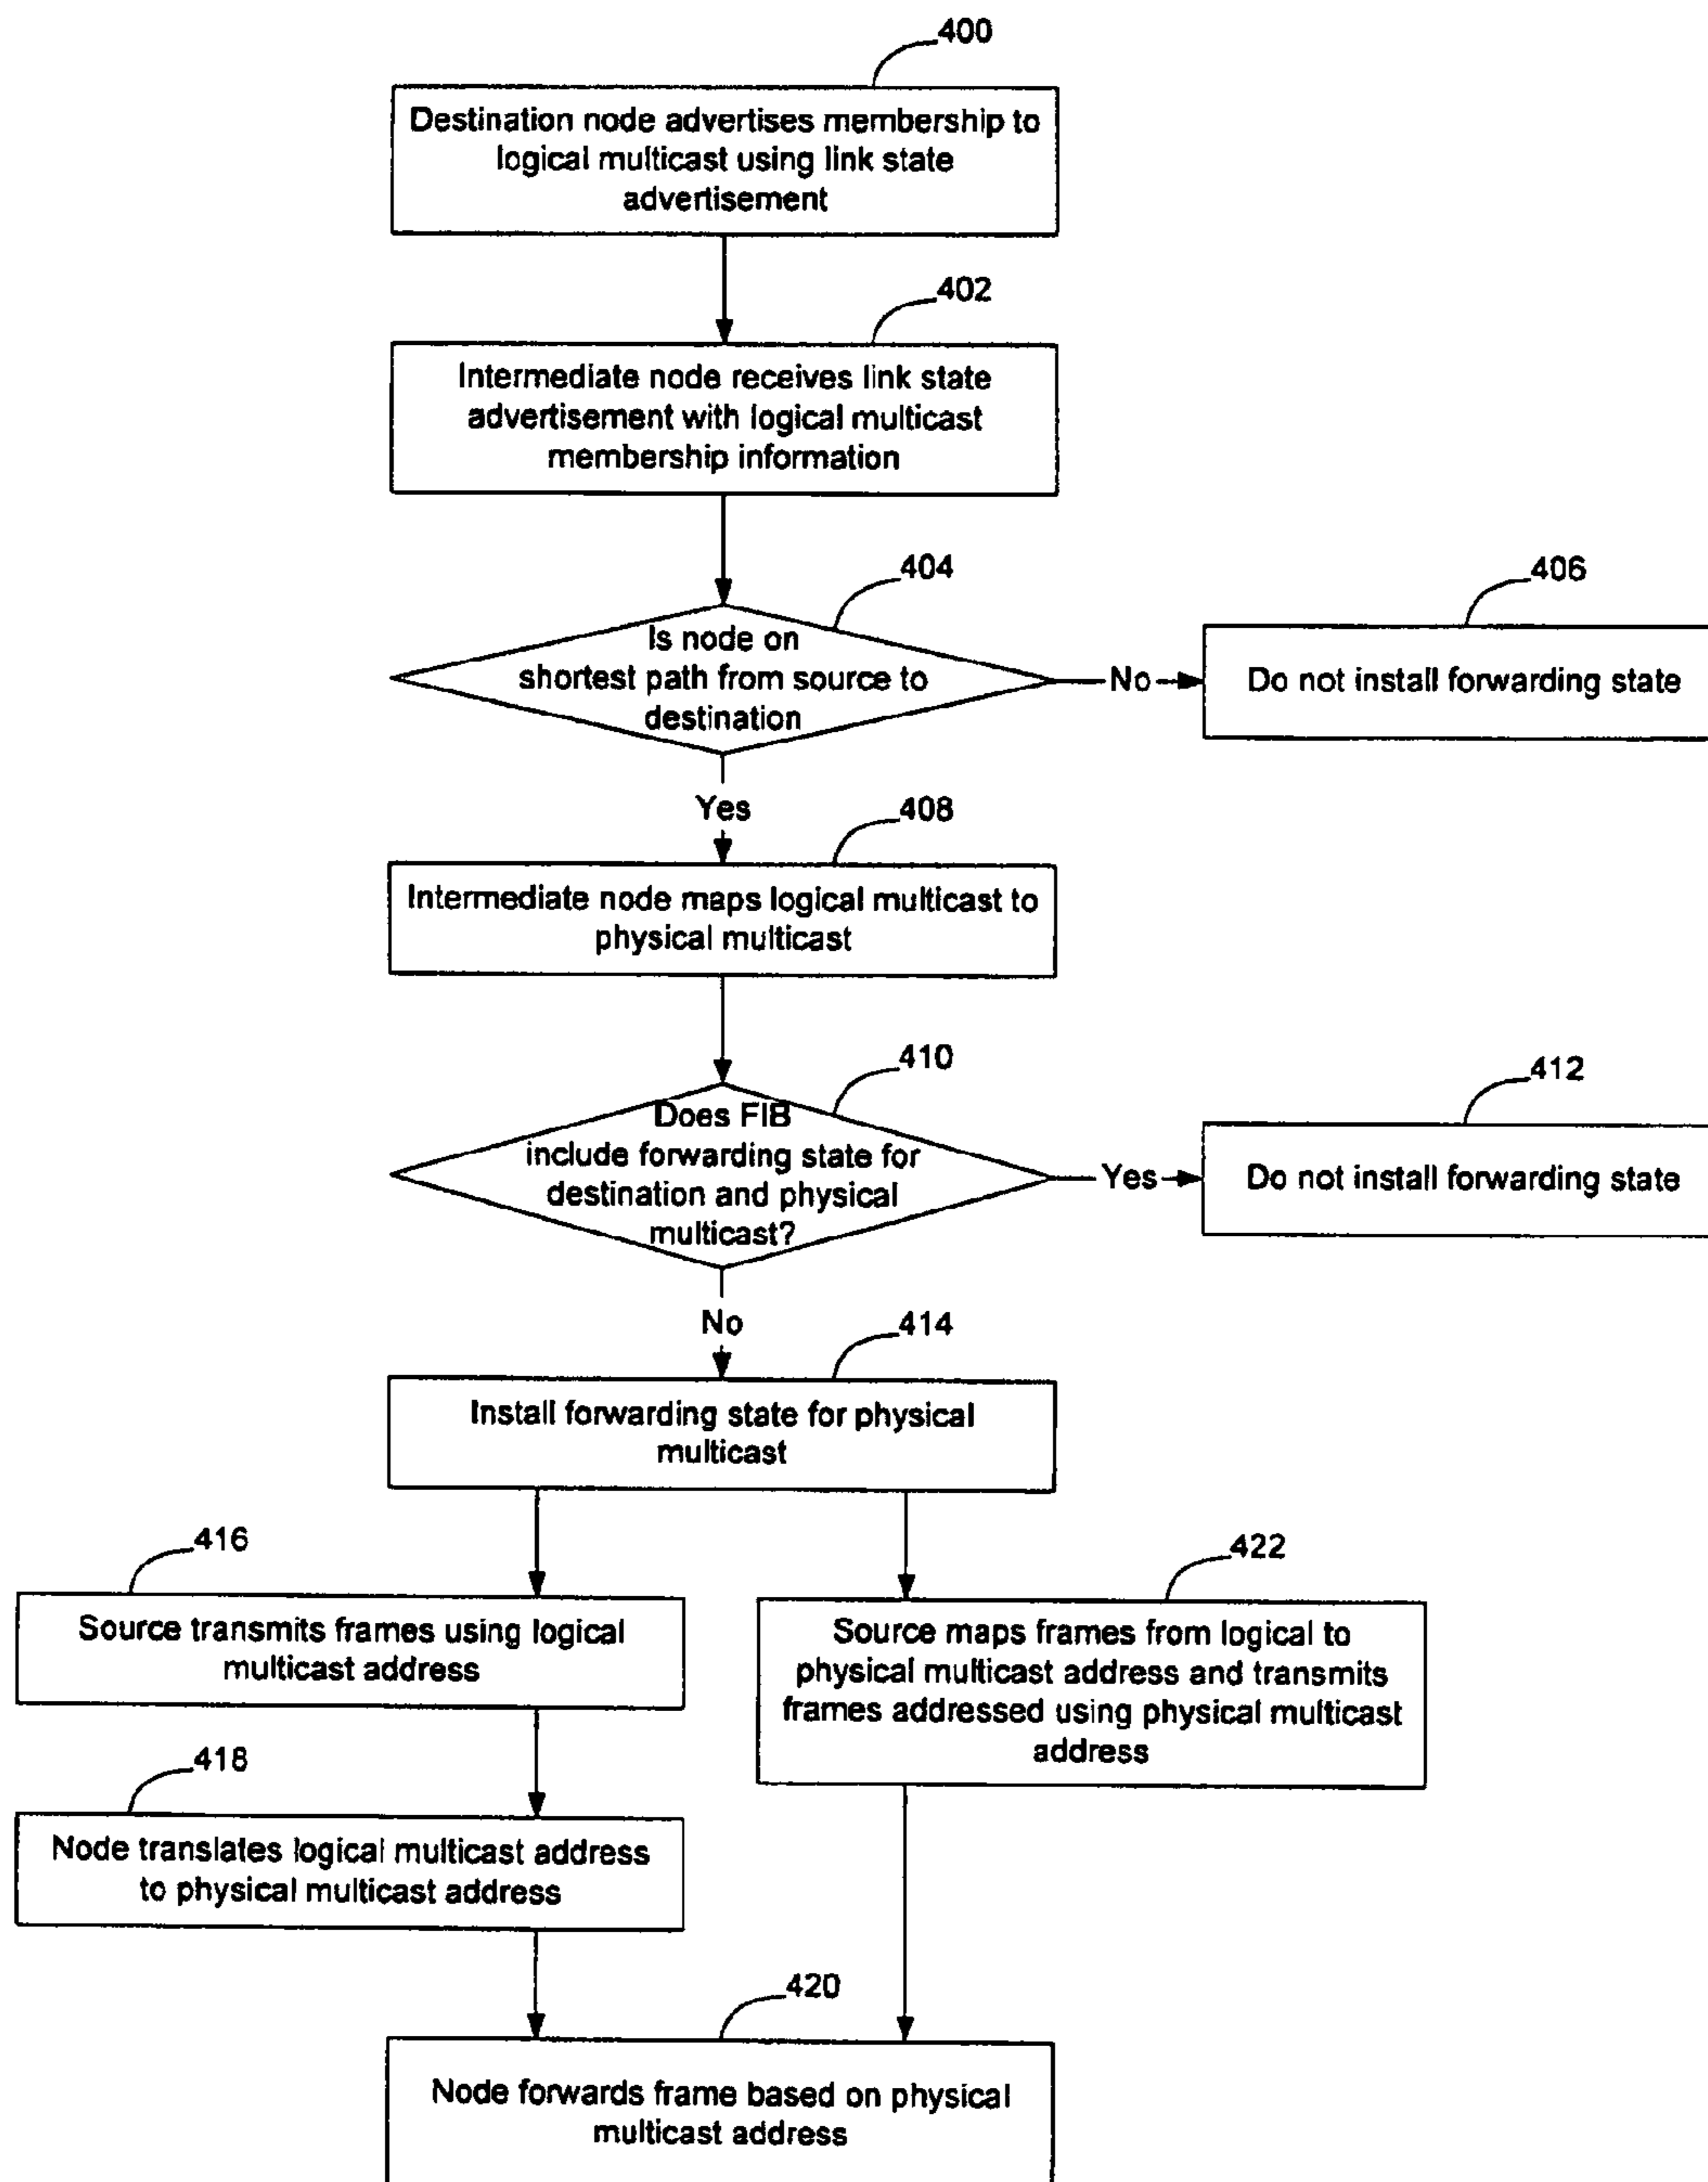 400
Destination node advertises membership to
logical multicast using link state
advertisement
402
Intermediate node receives link state
advertisement with logical multicast
membership information
404
Is node on
shortest path from source to
destination
No
406
Do not install forwarding state
Yes
408
Intermediate node maps logical multicast to
physical multicast
410
Does FIB
include forwarding state for
destination and physical
multicast?
Yes
412
Do not install forwarding state
No
414
Install forwarding state for physical
multicast
416
Source transmits frames using logical
multicast address
422
Source maps frames from logical to
physical multicast address and transmits
frames addressed using physical multicast
address
418
Node translates logical multicast address
to physical multicast address
420
Node forwards frame based on physical
multicast address